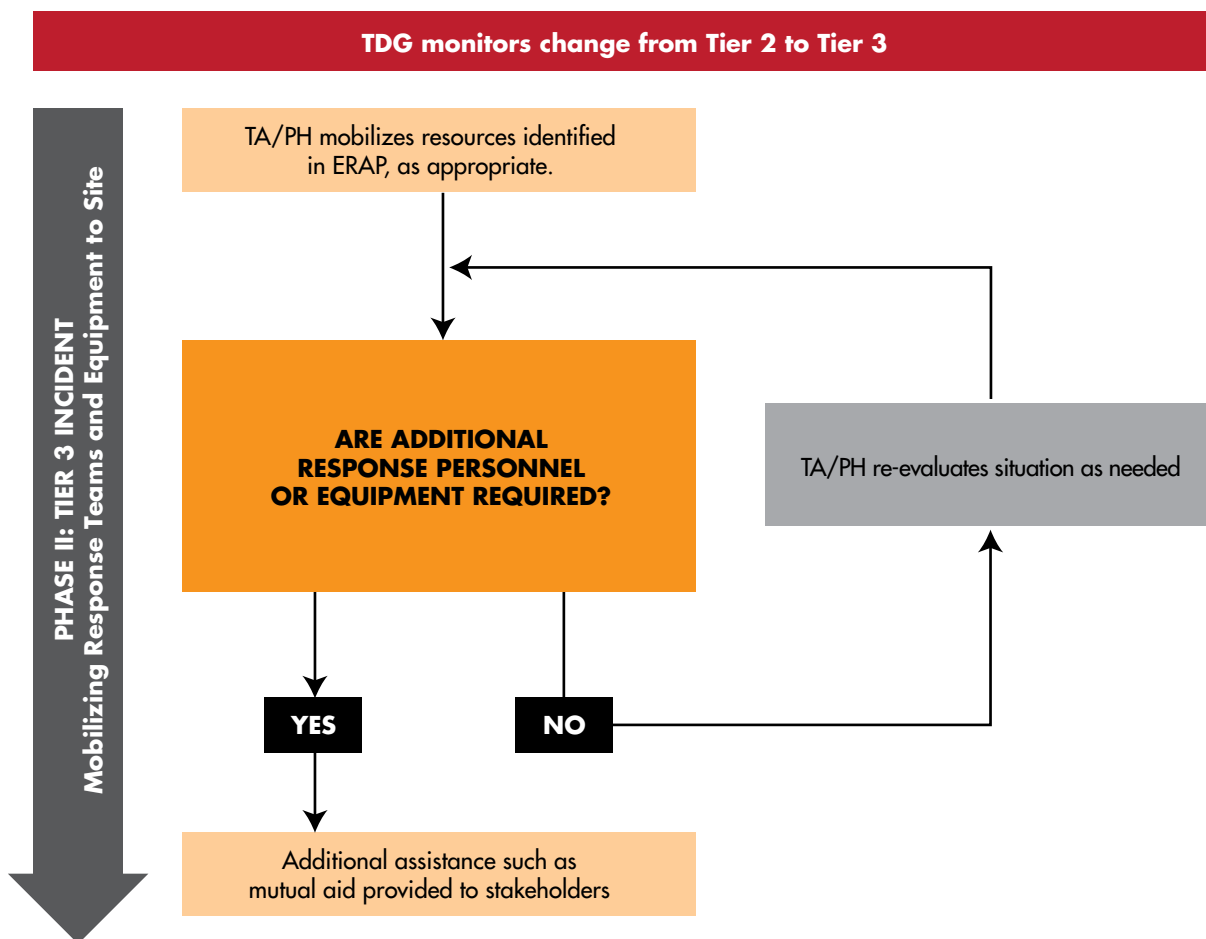 TDG monitors change from Tier 2 to Tier 3
PHASE II: TIER 3 INCIDENT
Mobilizing Response Teams and Equipment to Site
TA/PH mobilizes resources identified
in ERAP, as appropriate.
ARE ADDITIONAL
RESPONSE PERSONNEL
OR EQUIPMENT REQUIRED?
TA/PH re-evaluates situation as needed
YES
NO
Additional assistance such as
mutual aid provided to stakeholders